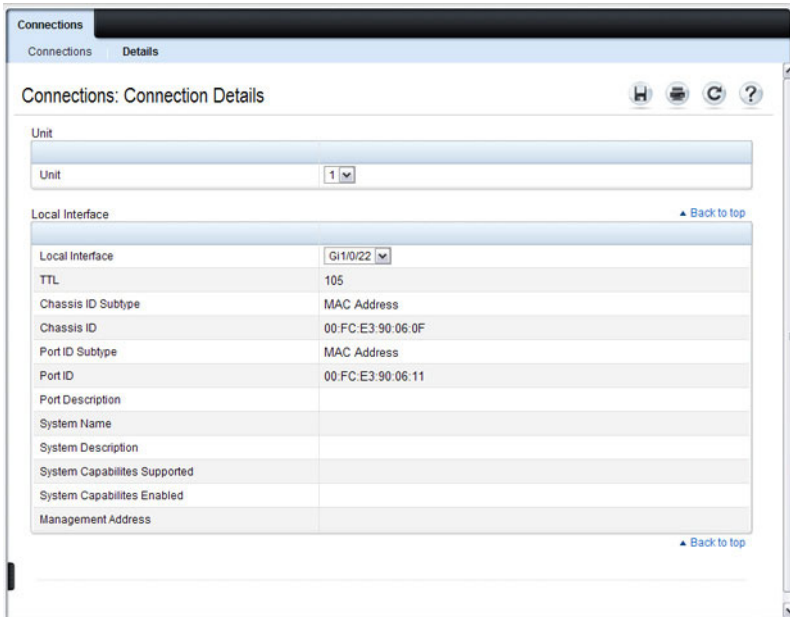 Connections
Connections Details
Connections: Connection Details
?
Unit
Unit 1
Local Interface Back to top
Local Interface Gi1/0/22
TTL 105
Chassis ID Subtype MAC Address
Chassis ID 00:FC:E3:90:06:0F
Port ID Subtype MAC Address
Port ID 00:FC:E3:90:06:11
Port Description
System Name
System Description
System Capabilites Supported
System Capabilites Enabled
Management Address
Back to top